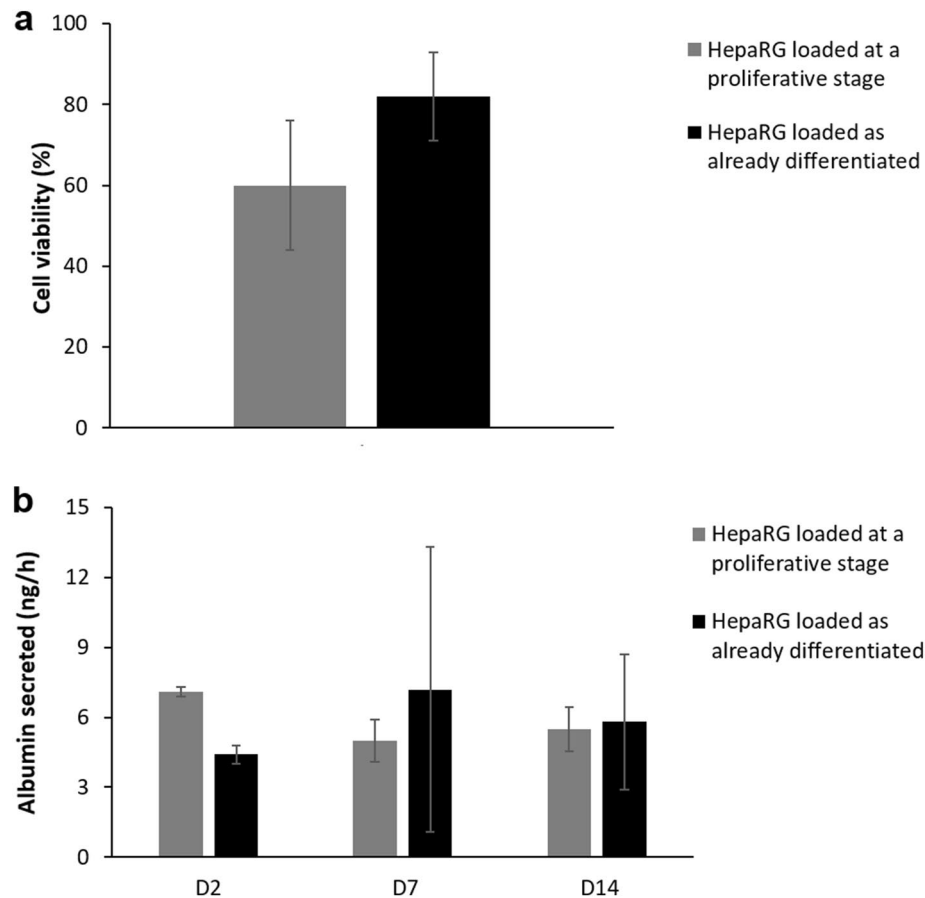 a
100
80
60
40
20
0
Cell viability (%)
HepaRG loaded at a
proliferative stage
HepaRG loaded as
already differentiated
b
15
12
9
6
3
0
Albumin secreted (ng/h)
D2
D7
D14
HepaRG loaded at a
proliferative stage
HepaRG loaded as
already differentiated